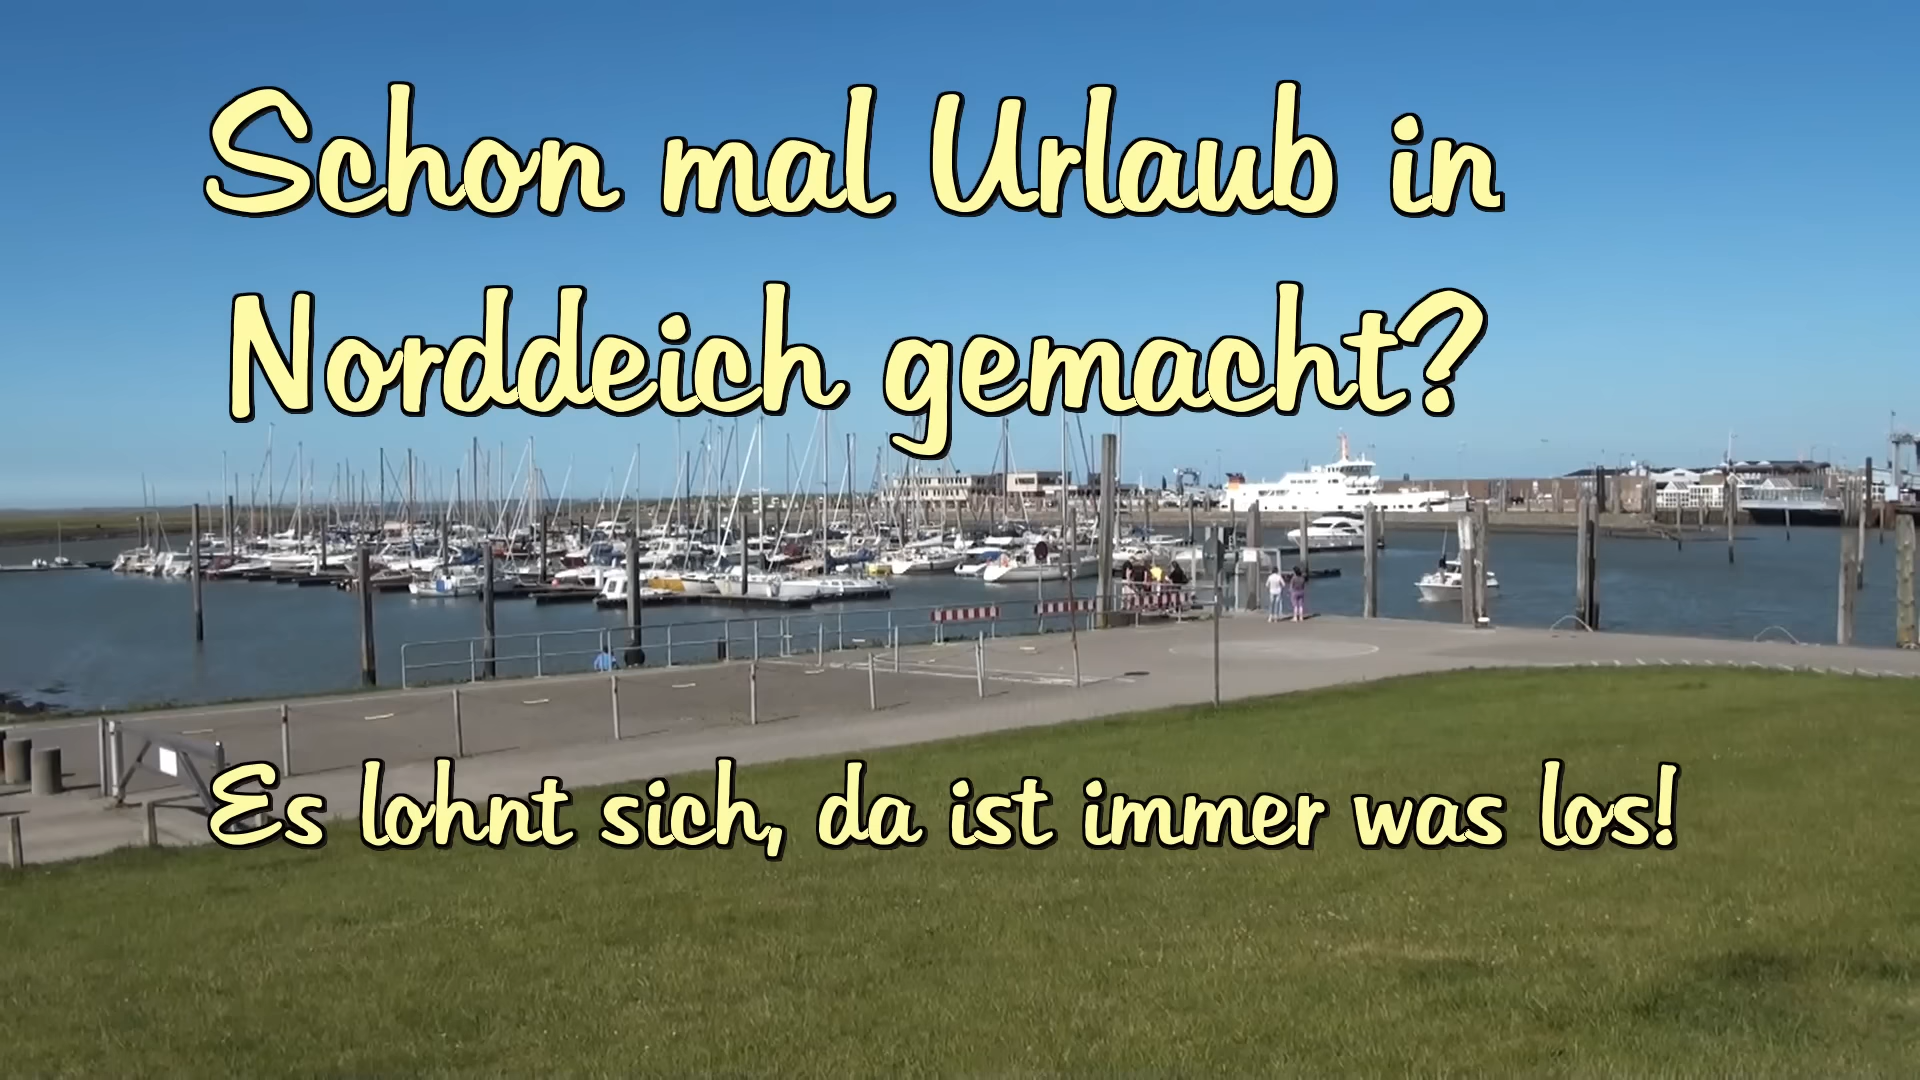 Schon mal Urlaub in
Norddeich gemacht?
Es lohnt sich, da ist immer was los!